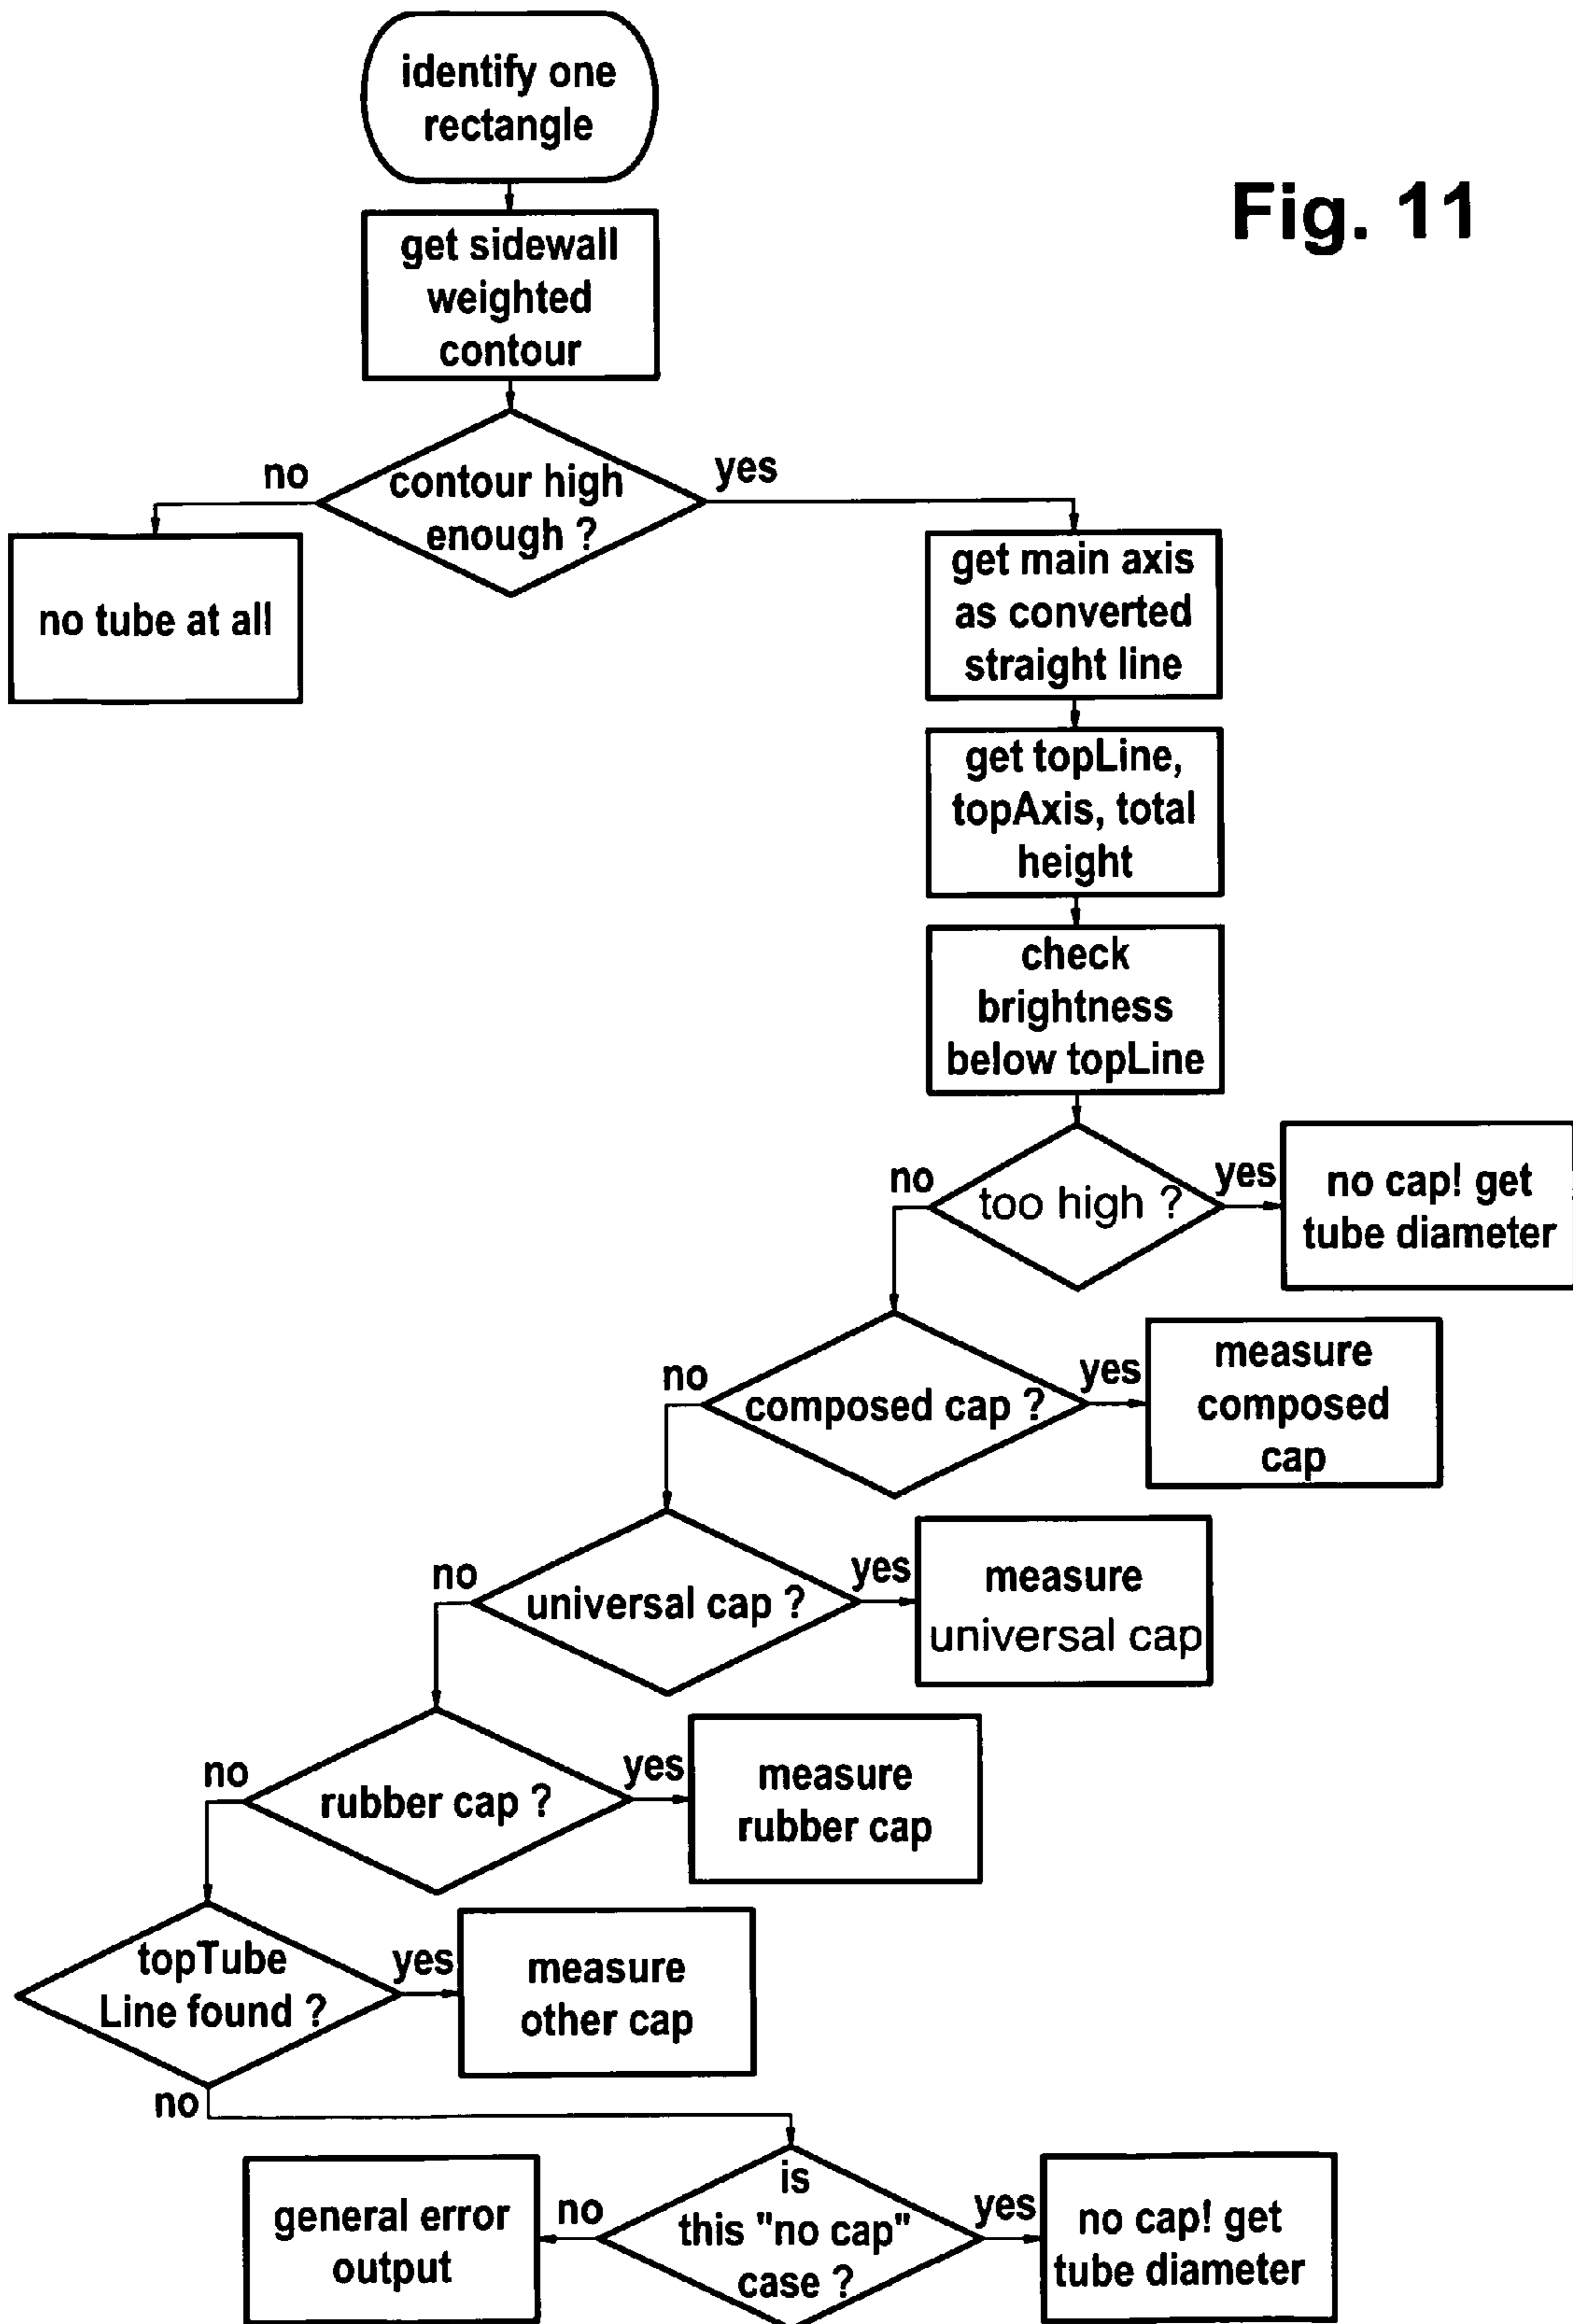 identify one
rectangle
Fig. 11
get sidewall
weighted
contour
no
contour high
enough ?
yes
no tube at all
get main axis
as converted
straight line
get topLine,
topAxis, total
height
check
brightness
below topLine
no
too high ?
yes
no cap! get
tube diameter
no
composed cap ?
yes
measure
composed
cap
no
universal cap ?
yes
measure
universal cap
no
rubber cap ?
yes
measure
rubber cap
topTube
Line found ?
yes
measure
other cap
no
general error
output
no
is
this "no cap"
case ?
yes
no cap! get
tube diameter